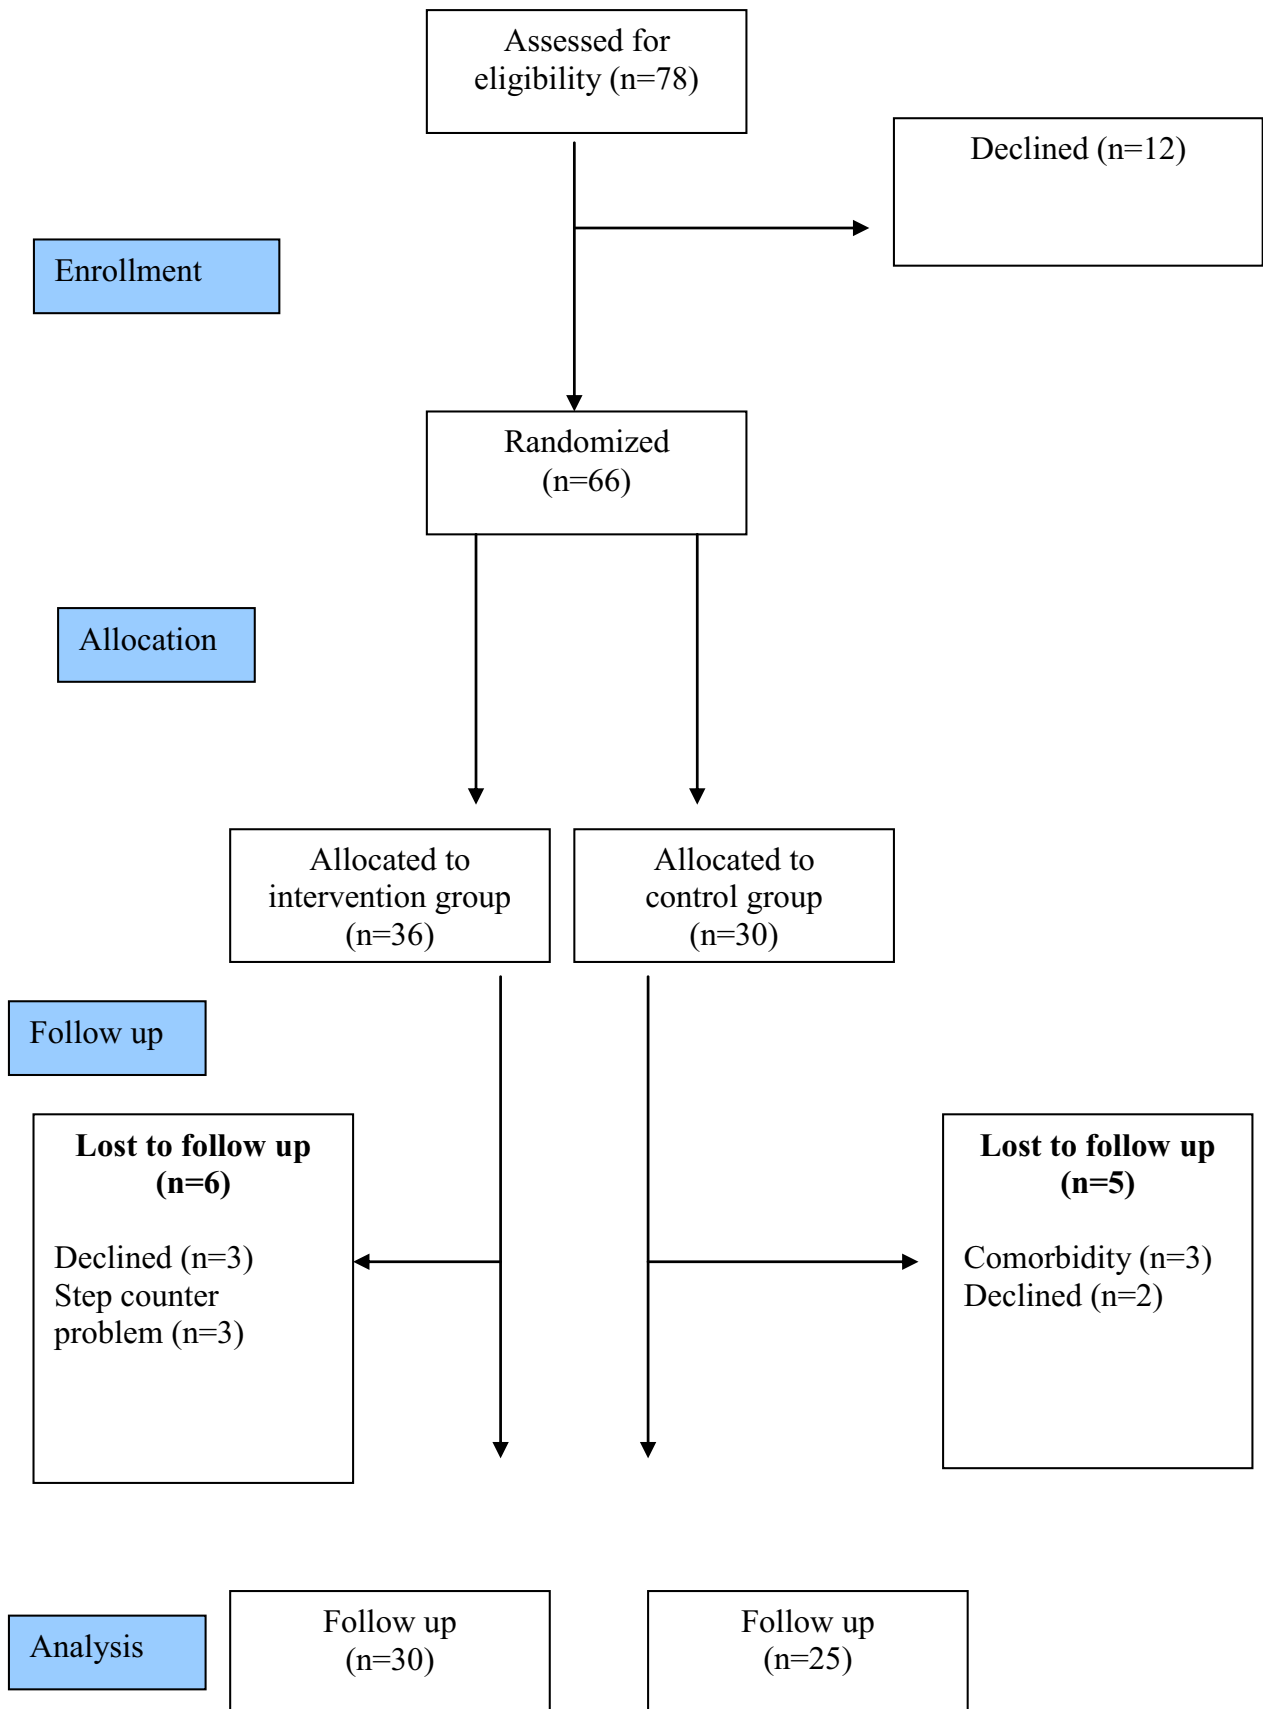 Assessed for
eligibility (n=78)
Declined (n=12)
Enrollment
Randomized
(n=66)
Allocation
Allocated to
intervention group
(n=36)
Allocated to
control group
(n=30)
Follow up
Lost to follow up
(n=6)
Declined (n=3)
Step counter
problem (n=3)
Lost to follow up
(n=5)
Comorbidity (n=3)
Declined (n=2)
Analysis
Follow up
(n=30)
Follow up
(n=25)